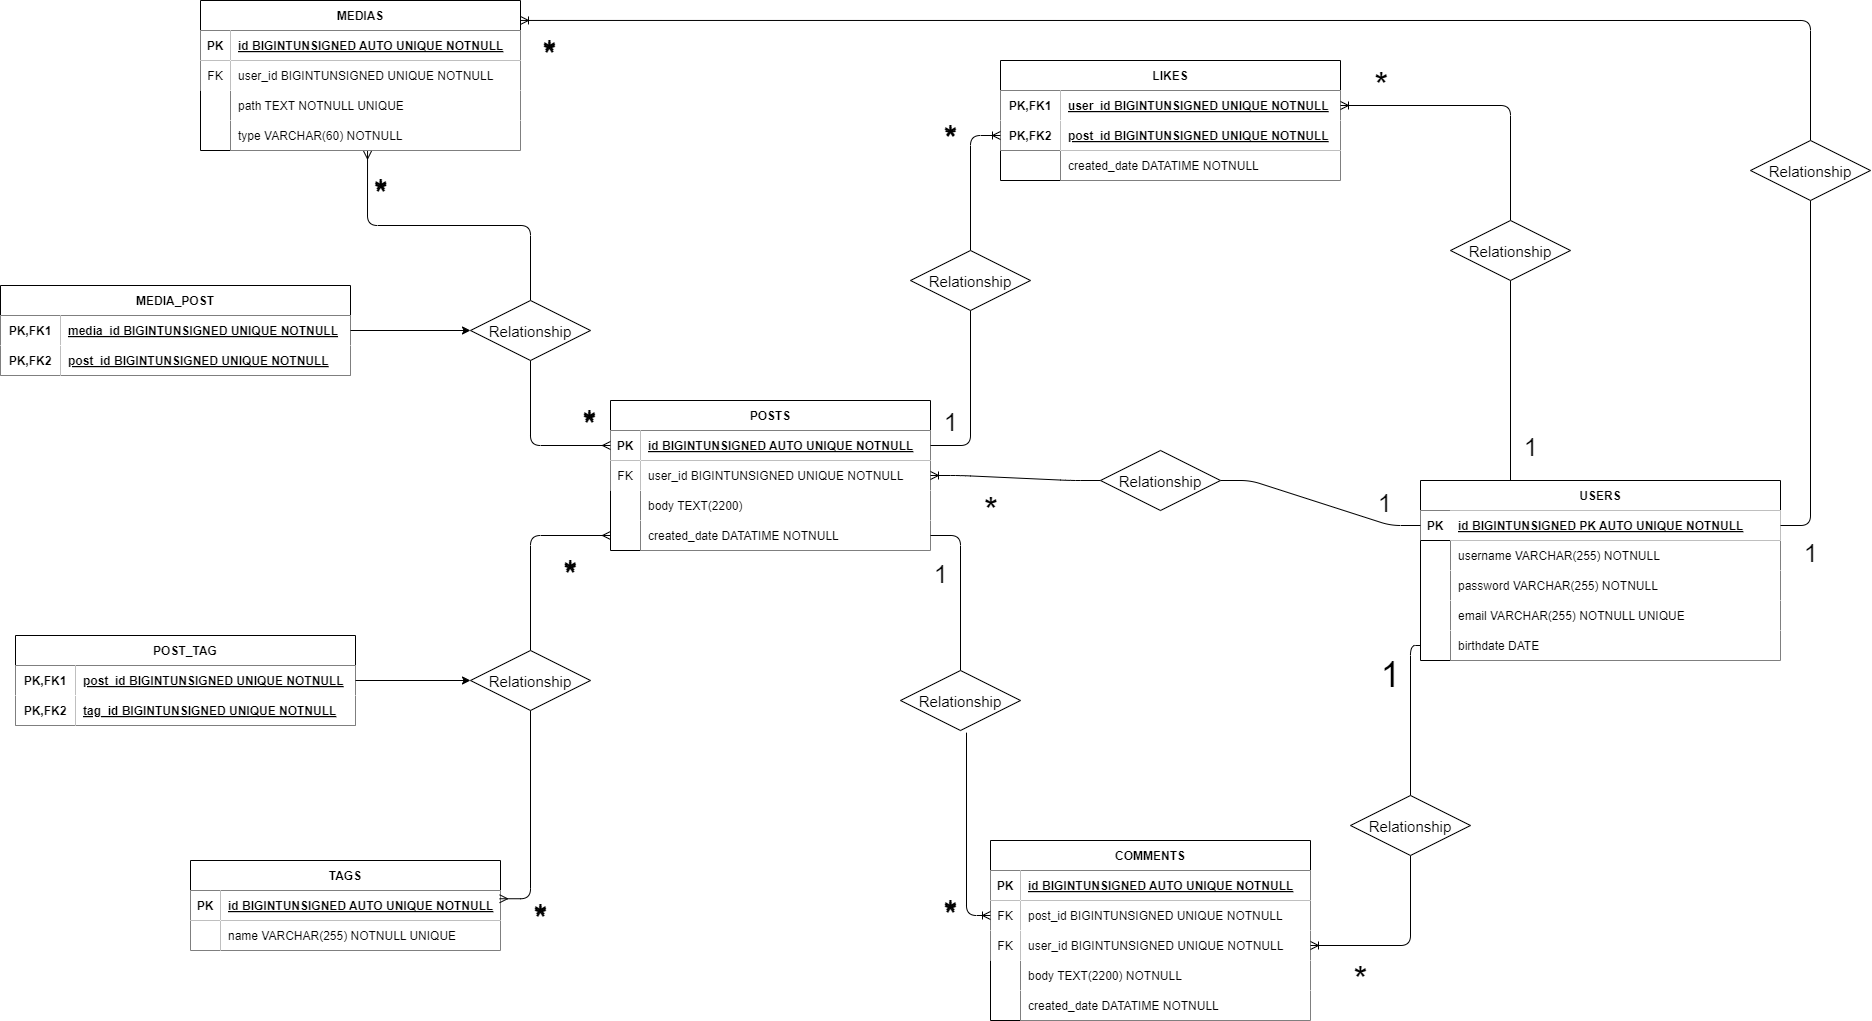 MEDIAS
PK id BIGINTUNSIGNED AUTO UNIQUE NOTNULL
FK user_id BIGINTUNSIGNED UNIQUE NOTNULL
path TEXT NOTNULL UNIQUE
type VARCHAR(60) NOTNULL
*
*
LIKES
PK,FK1 user_id BIGINTUNSIGNED UNIQUE NOTNULL
PK,FK2 post_id BIGINTUNSIGNED UNIQUE NOTNULL
created_date DATATIME NOTNULL
*
*
Relationship
Relationship
Relationship
MEDIA_POST
PK,FK1 media_id BIGINTUNSIGNED UNIQUE NOTNULL
PK,FK2 post_id BIGINTUNSIGNED UNIQUE NOTNULL
Relationship
*
POSTS
PK id BIGINTUNSIGNED AUTO UNIQUE NOTNULL
FK user_id BIGINTUNSIGNED UNIQUE NOTNULL
body TEXT(2200)
created_date DATATIME NOTNULL
1
*
Relationship
1
1
USERS
PK id BIGINTUNSIGNED PK AUTO UNIQUE NOTNULL
username VARCHAR(255) NOTNULL
password VARCHAR(255) NOTNULL
email VARCHAR(255) NOTNULL UNIQUE
birthdate DATE
1
*
1
1
POST_TAG
PK,FK1 post_id BIGINTUNSIGNED UNIQUE NOTNULL
PK,FK2 tag_id BIGINTUNSIGNED UNIQUE NOTNULL
Relationship
Relationship
Relationship
TAGS
PK id BIGINTUNSIGNED AUTO UNIQUE NOTNULL
name VARCHAR(255) NOTNULL UNIQUE
*
*
COMMENTS
PK id BIGINTUNSIGNED AUTO UNIQUE NOTNULL
FK post_id BIGINTUNSIGNED UNIQUE NOTNULL
FK user_id BIGINTUNSIGNED UNIQUE NOTNULL
body TEXT(2200) NOTNULL
created_date DATATIME NOTNULL
*